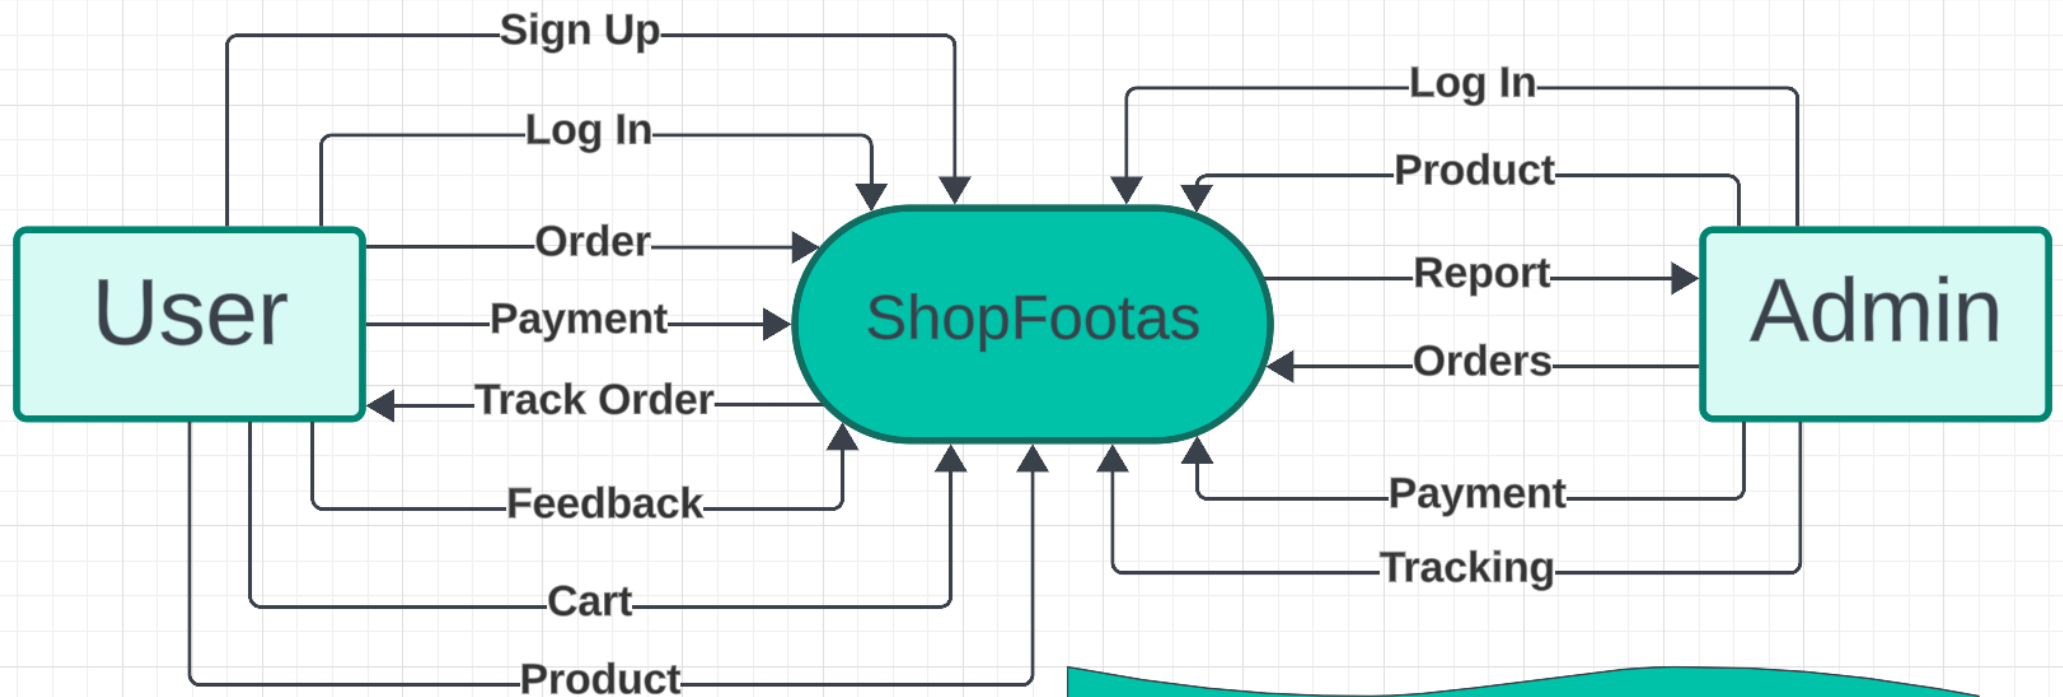 Sign Up
Log In
Log In
Product
Order
Report
User
Payment
ShopFootas
Admin
Orders
Track Order
Feedback
Payment
Tracking
Cart
Product